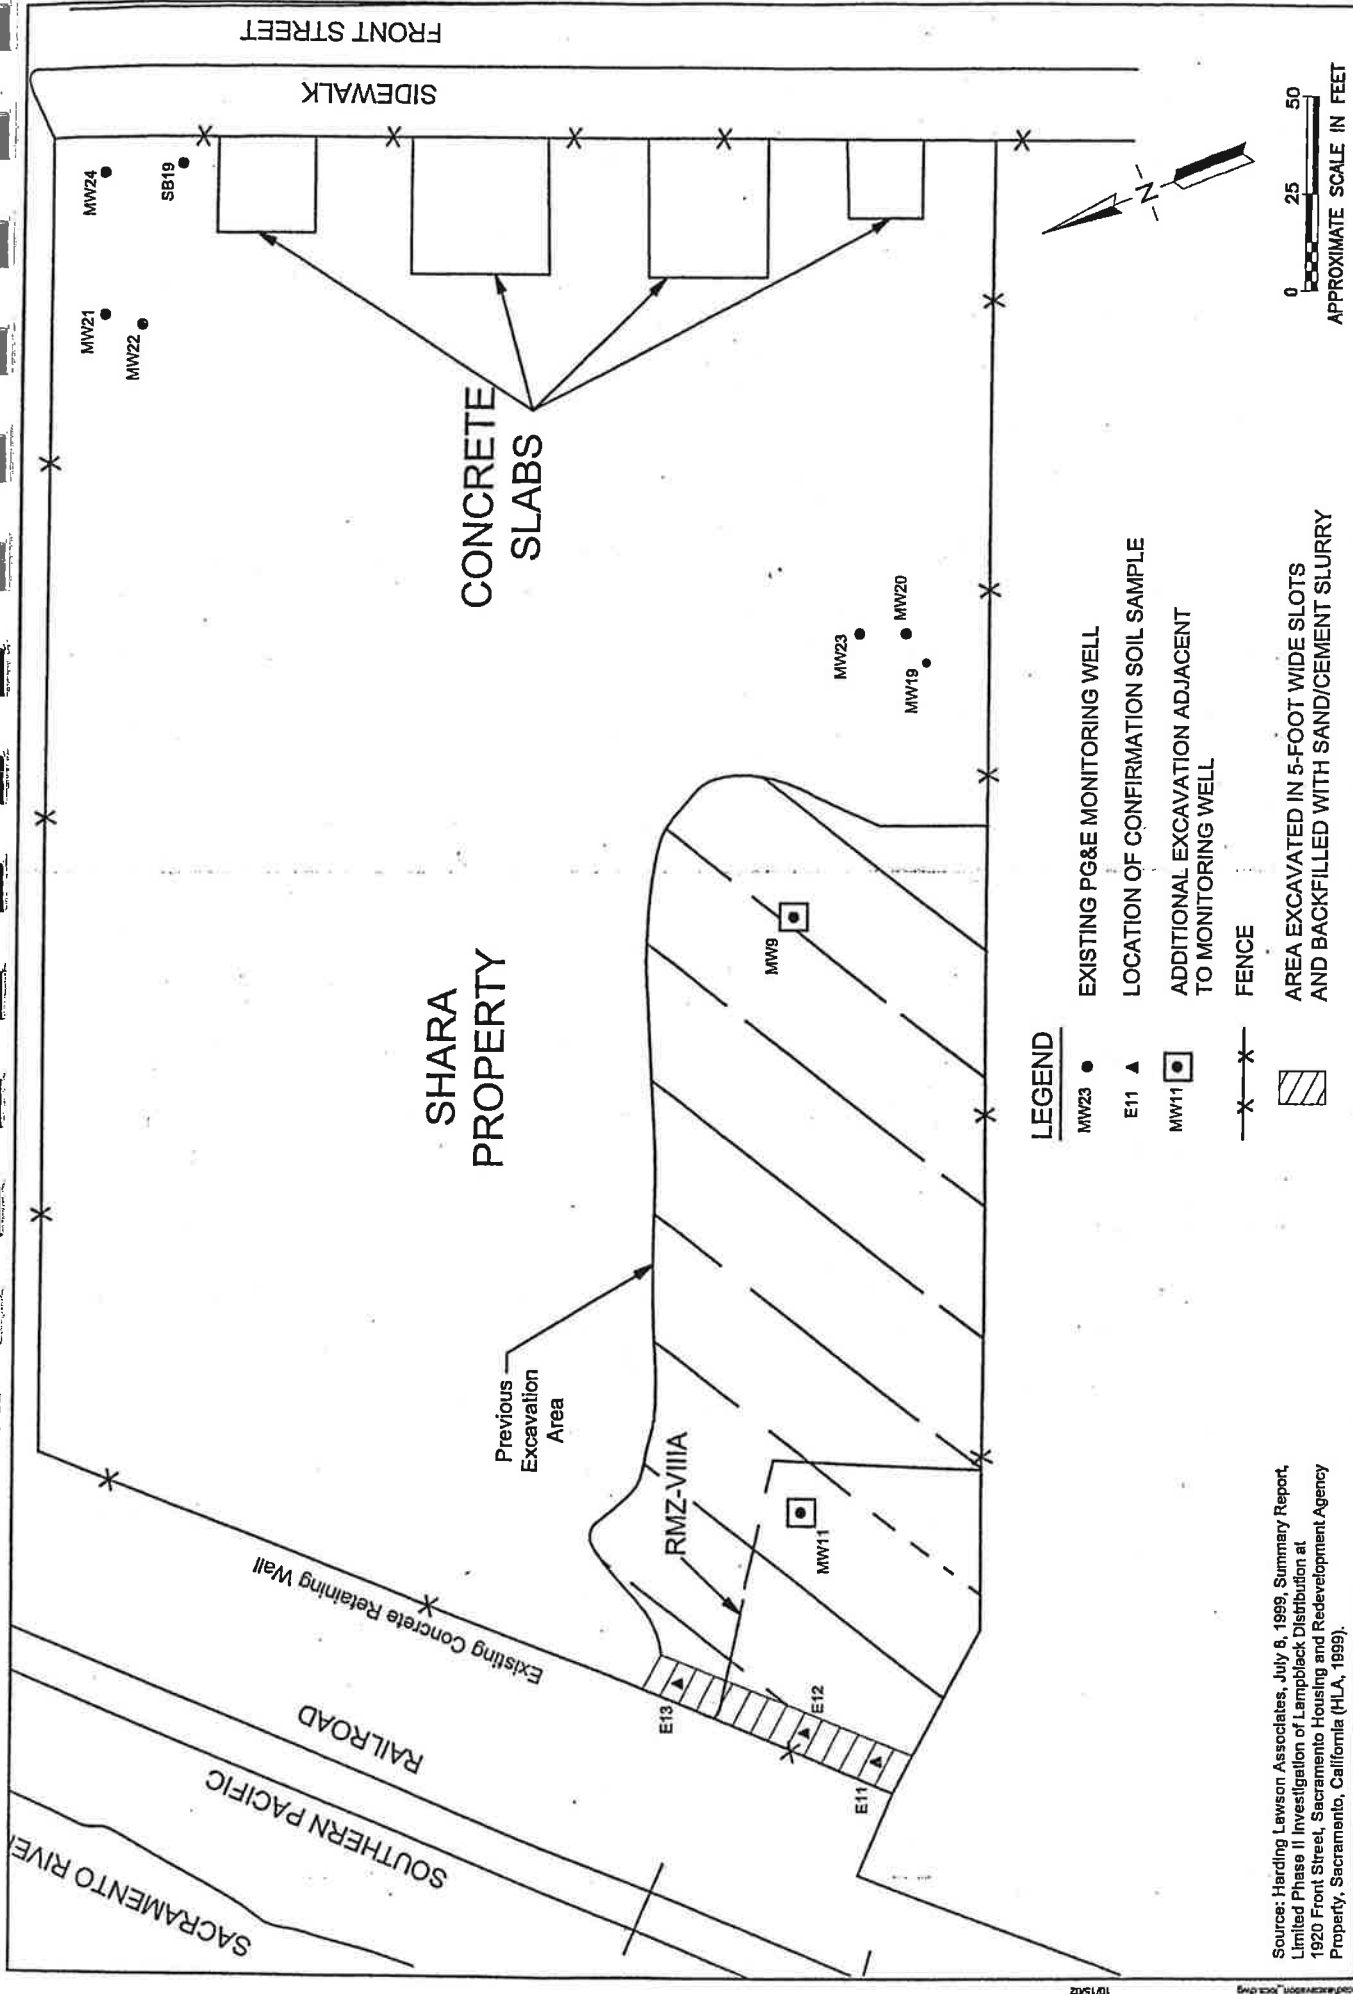 FRONT STREET
SIDEWALK
MW24
SB19
MW21
MW22
CONCRETE
SLABS
MW23
MW20
MW19
SHARA
PROPERTY
MW9
Previous
Excavation
Area
RMZ-VIIIA
MW11
E13
E12
E11
Existing Concrete Retaining Wall
RAILROAD
SOUTHERN PACIFIC
SACRAMENTO RIVE
N
0 25 50
APPROXIMATE SCALE IN FEET
LEGEND
MW23 EXISTING PG&E MONITORING WELL
E11 LOCATION OF CONFIRMATION SOIL SAMPLE
MW11 ADDITIONAL EXCAVATION ADJACENT
TO MONITORING WELL
FENCE
AREA EXCAVATED IN 5-FOOT WIDE SLOTS
AND BACKFILLED WITH SAND/CEMENT SLURRY
Source: Harding Lawson Associates, July 8, 1999, Summary Report,
Limited Phase II Investigation of Lampblack Distribution at
1920 Front Street, Sacramento Housing and Redevelopment Agency
Property, Sacramento, California (HLA, 1999).
10/15/02